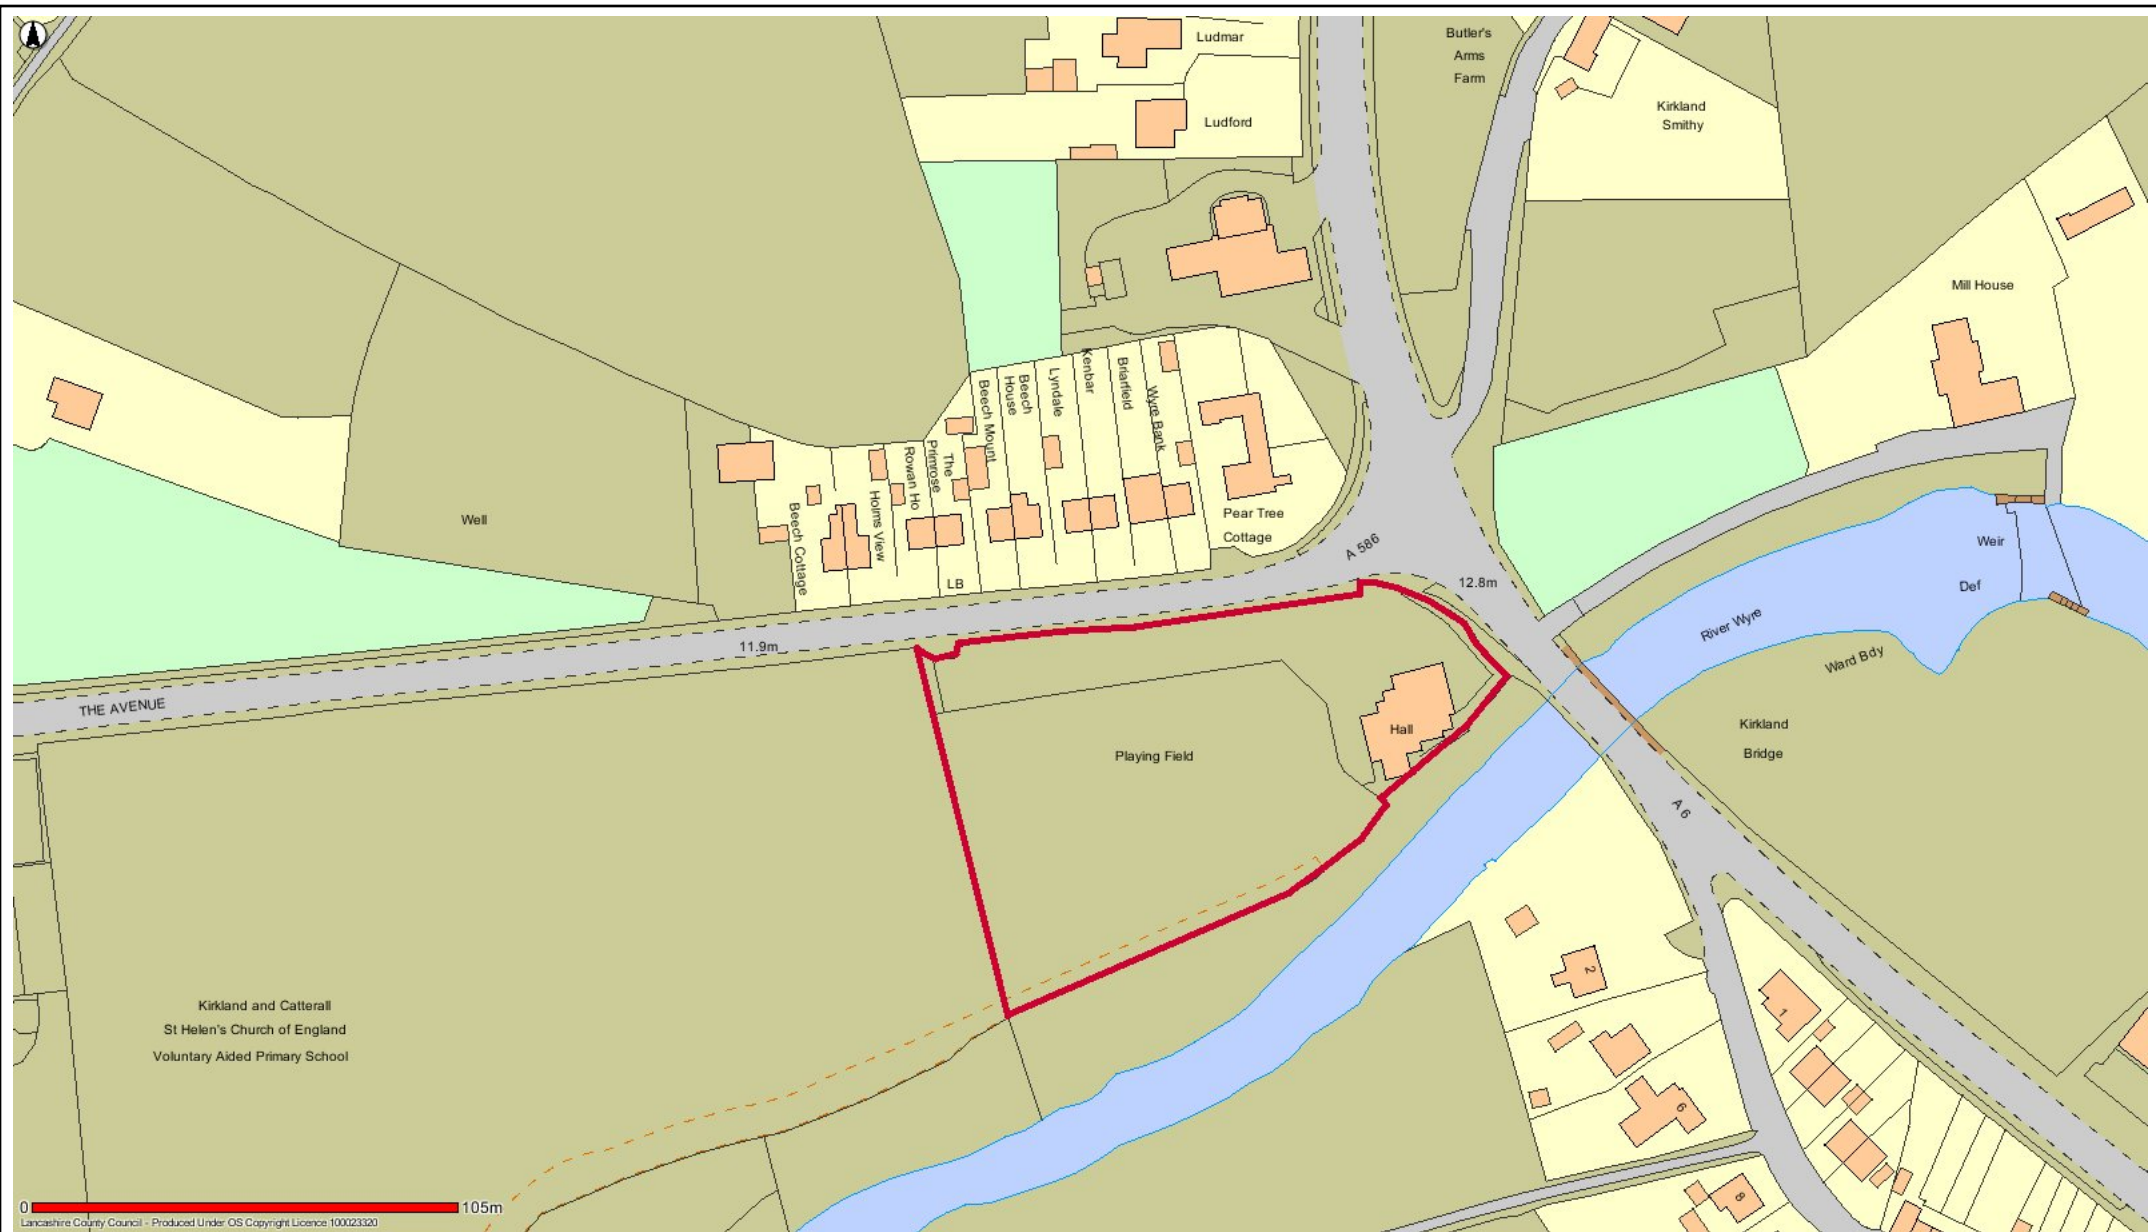 Ludmar
Butler's
Arms
Farm
Kirkland
Smithy
Ludford
Mill House
Kenbar
Briarfield
Wyre Bank
Lyndale
Beech
House
Beech Mount
The
Primrose
Rowan Ho
Holms View
Beech Cottage
Well
Pear Tree
Cottage
LB
A 586
12.8m
Weir
Def
River Wyre
Ward Bdy
11.9m
THE AVENUE
Hall
Playing Field
Kirkland
Bridge
A 6
2
1
6
8
Kirkland and Catterall
St Helen's Church of England
Voluntary Aided Primary School
0
105m
Lancashire County Council - Produced Under OS Copyright Licence 100023320